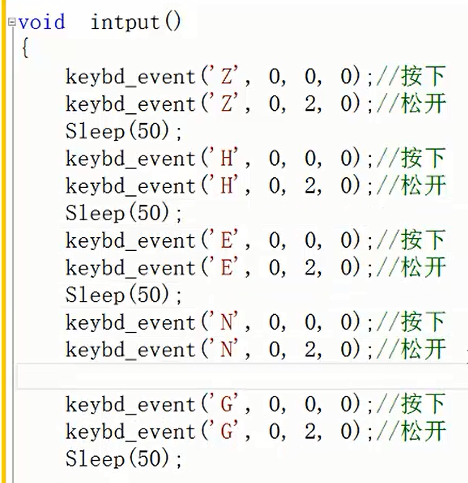 void intput()
{
keybd_event('Z', 0, 0, 0);//按下
keybd_event('Z', 0, 2, 0);//松开
Sleep(50);
keybd_event('H', 0, 0, 0);//按下
keybd_event('H', 0, 2, 0);//松开
Sleep(50);
keybd_event('E', 0, 0, 0);//按下
keybd_event('E', 0, 2, 0);//松开
Sleep(50);
keybd_event('N', 0, 0, 0);//按下
keybd_event('N', 0, 2, 0);//松开
keybd_event('G', 0, 0, 0);//按下
keybd_event('G', 0, 2, 0);//松开
Sleep(50);